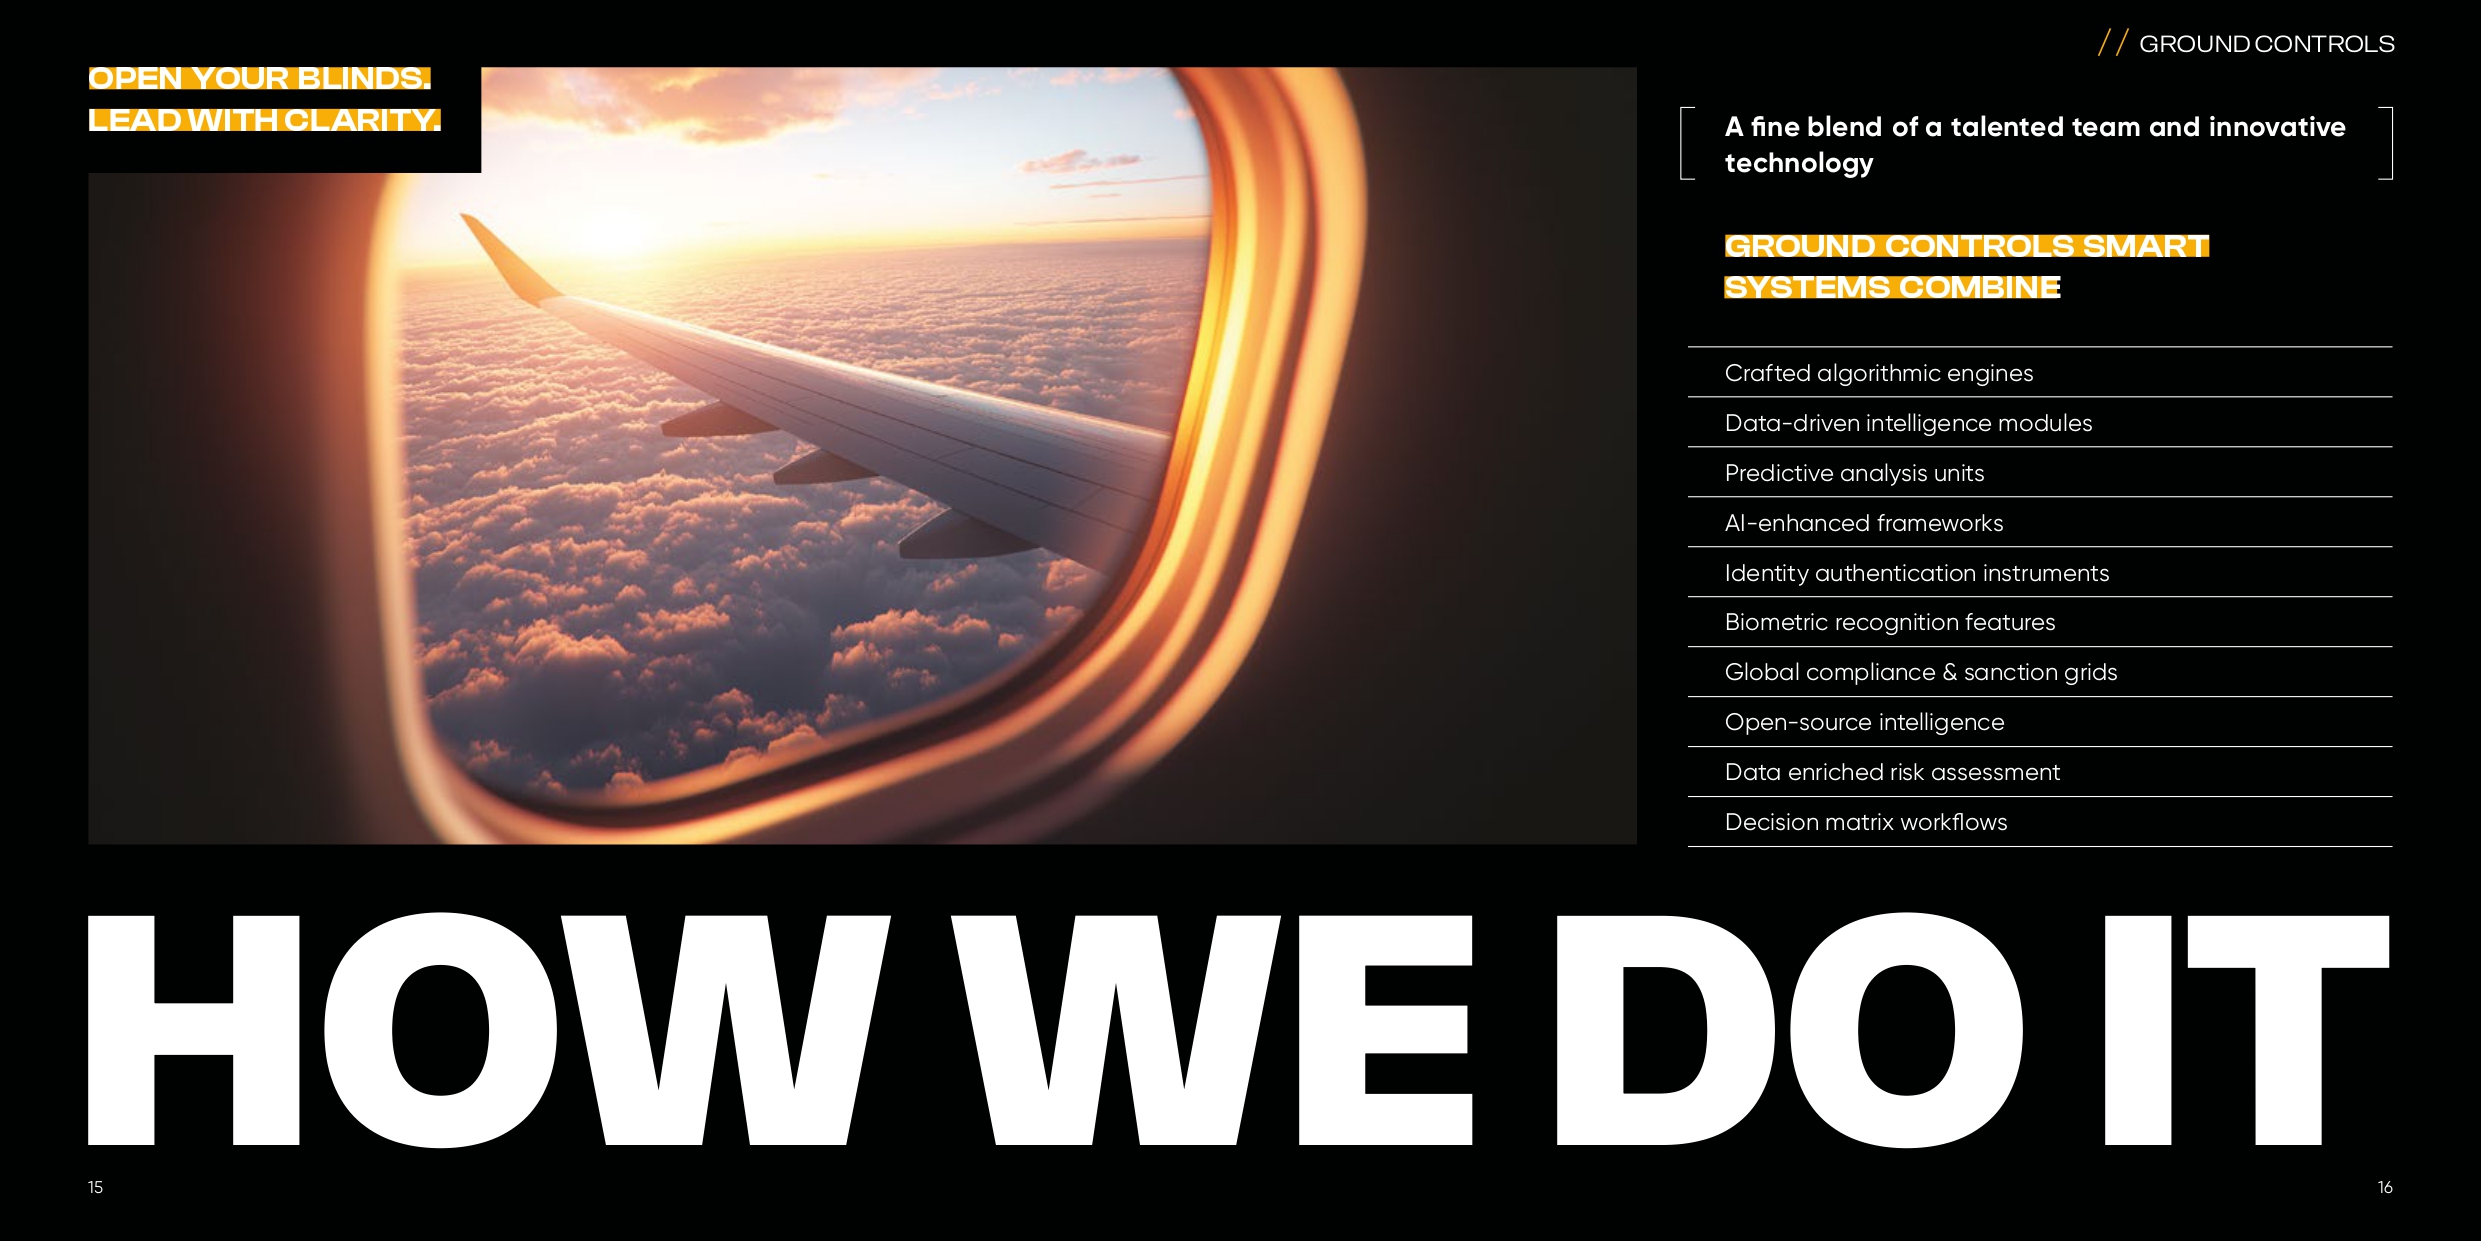 // GROUND CONTROLS
OPEN YOUR BLINDS.
LEAD WITH CLARITY.
A fine blend of a talented team and innovative
technology
GROUND CONTROLS SMART
SYSTEMS COMBINE
Crafted algorithmic engines
Data-driven intelligence modules
Predictive analysis units
AI-enhanced frameworks
Identity authentication instruments
Biometric recognition features
Global compliance & sanction grids
Open-source intelligence
Data enriched risk assessment
Decision matrix workflows
HOW WE DO IT
15
16